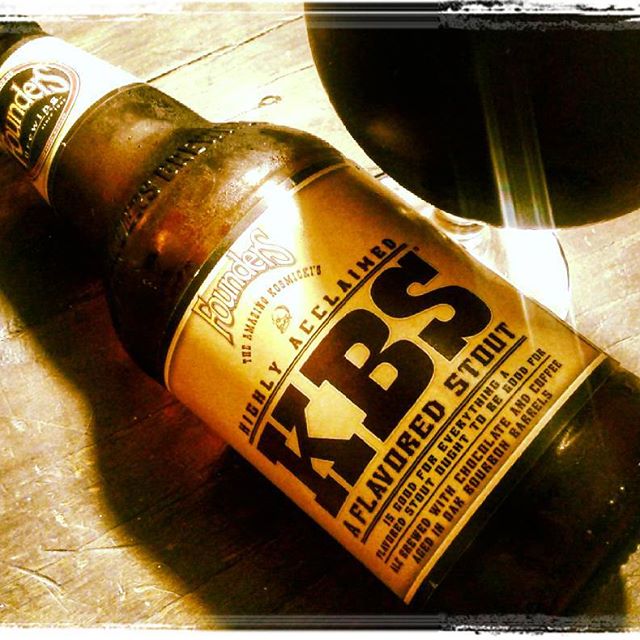 Founders
Founders
THE AMAZING KOSMICKI'S
HIGHLY ACCLAIMED
KBS
A FLAVORED STOUT
IS GOOD FOR EVERYTHING A
FLAVORED STOUT OUGHT TO BE GOOD FOR
ALE BREWED WITH CHOCOLATE AND COFFEE
AGED IN OAK BOURBON BARRELS